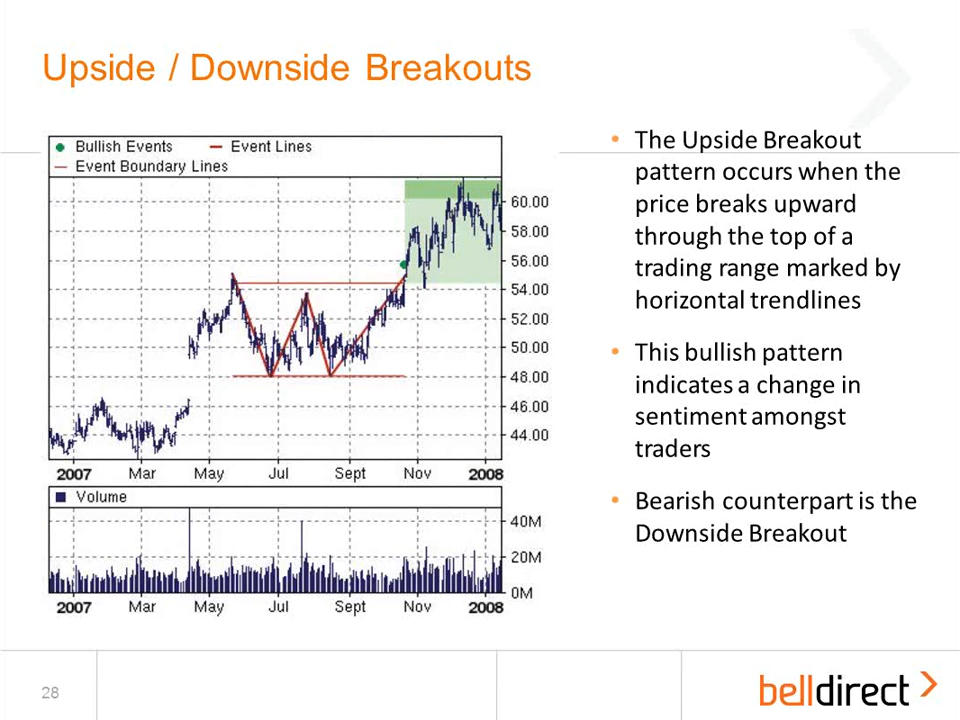 Upside / Downside Breakouts
Bullish Events
Event Lines
Event Boundary Lines
60.00
58.00
56.00
54.00
52.00
50.00
48.00
46.00
44.00
2007 Mar May Jul Sept Nov 2008
Volume
40M
20M
0M
2007 Mar May Jul Sept Nov 2008
• The Upside Breakout
pattern occurs when the
price breaks upward
through the top of a
trading range marked by
horizontal trendlines
• This bullish pattern
indicates a change in
sentiment amongst
traders
• Bearish counterpart is the
Downside Breakout
28
belldirect